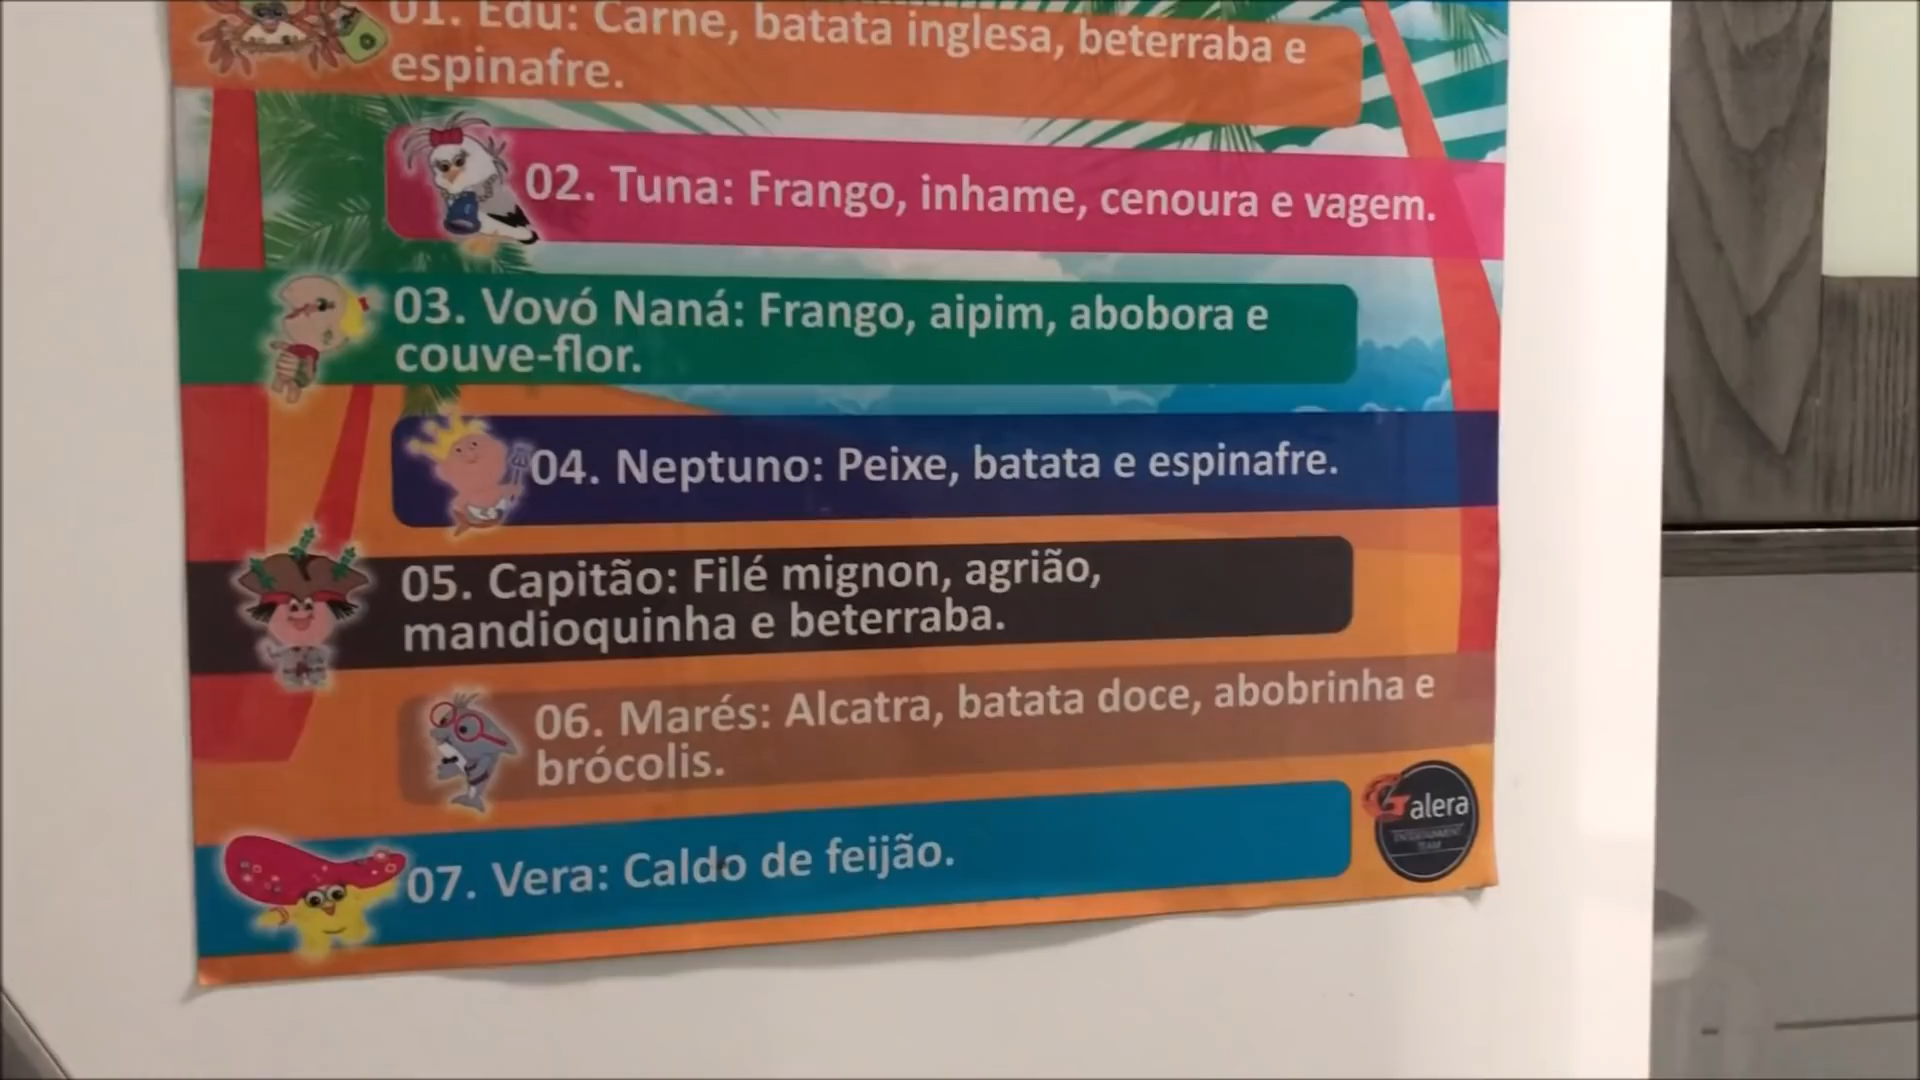 01. Edu: Carne, batata inglesa, beterraba e
espinafre.
02. Tuna: Frango, inhame, cenoura e vagem.
03. Vovó Naná: Frango, aipim, abobora e
couve-flor.
04. Neptuno: Peixe, batata e espinafre.
05. Capitão: Filé mignon, agrião,
mandioquinha e beterraba.
06. Marés: Alcatra, batata doce, abobrinha e
brócolis.
07. Vera: Caldo de feijão.
Galera
ENTERTAINMENT
TEAM